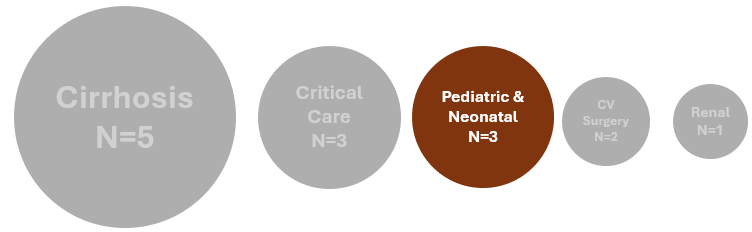 Cirrhosis
N=5
Critical
Care
N=3
Pediatric &
Neonatal
N=3
CV
Surgery
N=2
Renal
N=1